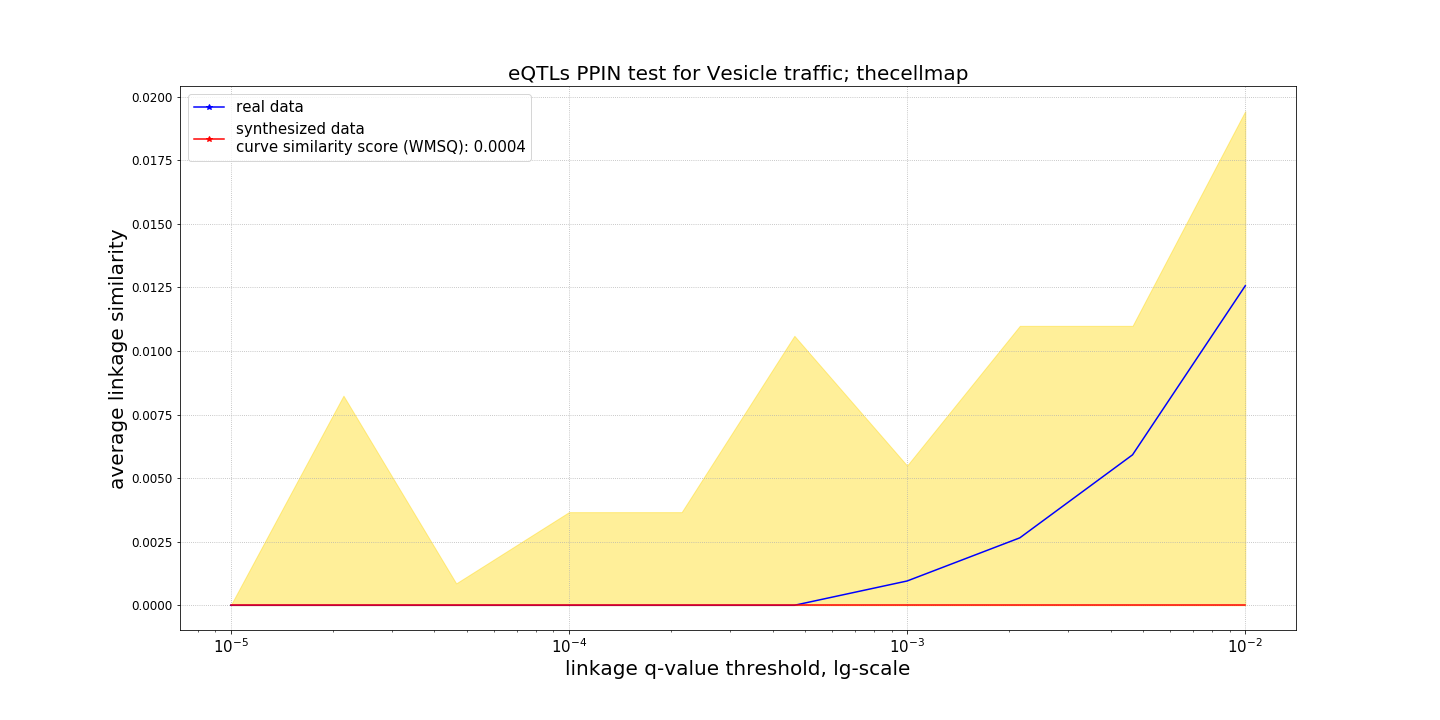 eQTLs PPIN test for Vesicle traffic; thecellmap
real data
synthesized data
curve similarity score (WMSQ): 0.0004
average linkage similarity
0.0200
0.0175
0.0150
0.0125
0.0100
0.0075
0.0050
0.0025
0.0000
10⁻⁵
10⁻⁴
10⁻³
10⁻²
linkage q-value threshold, lg-scale